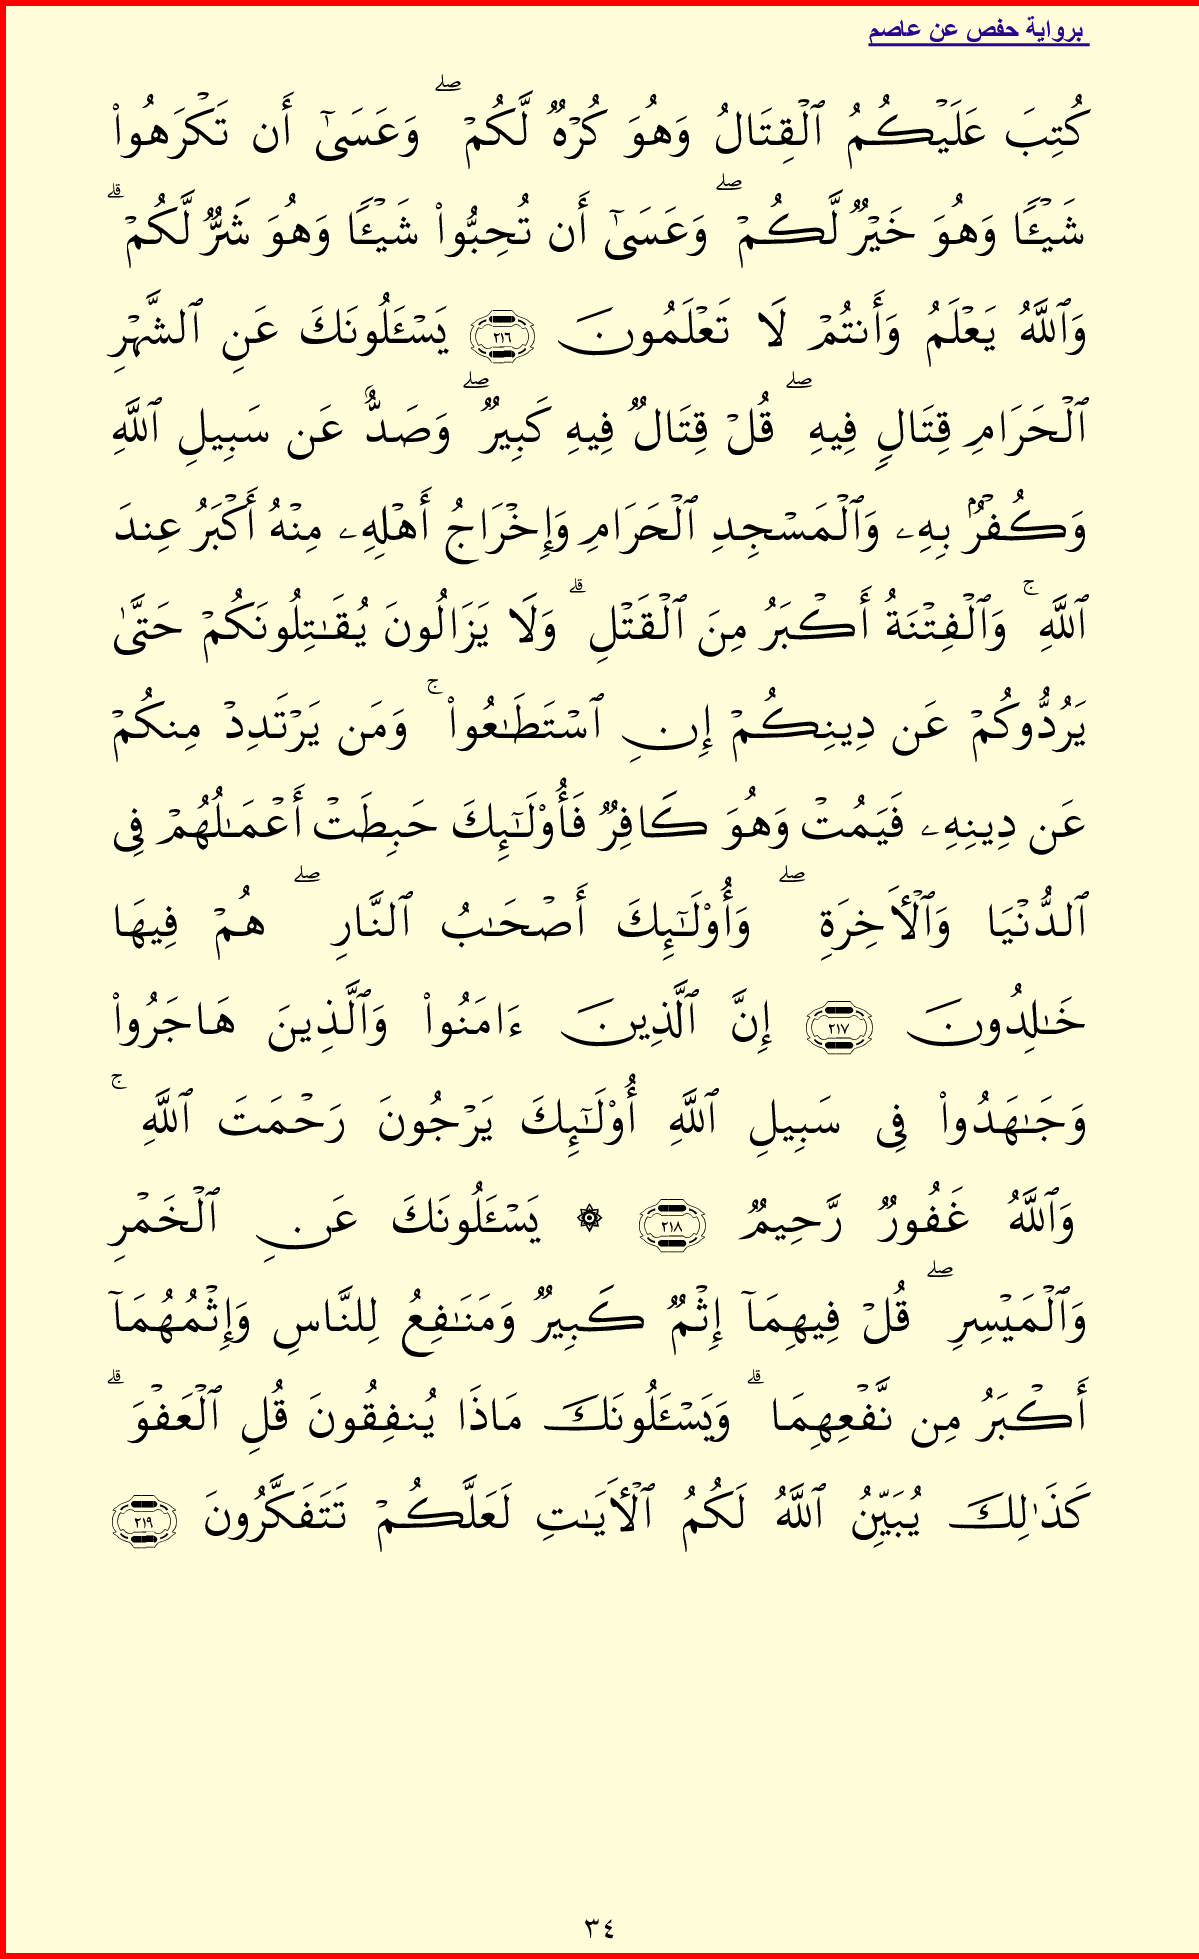 برواية حفص عن عاصم
كُتِبَ عَلَيۡكُمُ ٱلۡقِتَالُ وَهُوَ كُرۡهٞ لَّكُمۡۖ وَعَسَىٰٓ أَن تَكۡرَهُواْ
شَيۡـٔٗا وَهُوَ خَيۡرٞ لَّكُمۡۖ وَعَسَىٰٓ أَن تُحِبُّواْ شَيۡـٔٗا وَهُوَ شَرّٞ لَّكُمۡۚ
وَٱللَّهُ يَعۡلَمُ وَأَنتُمۡ لَا تَعۡلَمُونَ ٢١٦ يَسۡـَٔلُونَكَ عَنِ ٱلشَّهۡرِ
ٱلۡحَرَامِ قِتَالٖ فِيهِۖ قُلۡ قِتَالٞ فِيهِ كَبِيرٞۖ وَصَدٌّ عَن سَبِيلِ ٱللَّهِ
وَكُفۡرُۢ بِهِۦ وَٱلۡمَسۡجِدِ ٱلۡحَرَامِ وَإِخۡرَاجُ أَهۡلِهِۦ مِنۡهُ أَكۡبَرُ عِندَ
ٱللَّهِۚ وَٱلۡفِتۡنَةُ أَكۡبَرُ مِنَ ٱلۡقَتۡلِۗ وَلَا يَزَالُونَ يُقَٰتِلُونَكُمۡ حَتَّىٰ
يَرُدُّوكُمۡ عَن دِينِكُمۡ إِنِ ٱسۡتَطَٰعُواْۚ وَمَن يَرۡتَدِدۡ مِنكُمۡ
عَن دِينِهِۦ فَيَمُتۡ وَهُوَ كَافِرٞ فَأُوْلَٰٓئِكَ حَبِطَتۡ أَعۡمَٰلُهُمۡ فِي
ٱلدُّنۡيَا وَٱلۡأٓخِرَةِۖ وَأُوْلَٰٓئِكَ أَصۡحَٰبُ ٱلنَّارِۖ هُمۡ فِيهَا
خَٰلِدُونَ ٢١٧ إِنَّ ٱلَّذِينَ ءَامَنُواْ وَٱلَّذِينَ هَاجَرُواْ
وَجَٰهَدُواْ فِي سَبِيلِ ٱللَّهِ أُوْلَٰٓئِكَ يَرۡجُونَ رَحۡمَتَ ٱللَّهِۚ
وَٱللَّهُ غَفُورٞ رَّحِيمٞ ٢١٨ ۞ يَسۡـَٔلُونَكَ عَنِ ٱلۡخَمۡرِ
وَٱلۡمَيۡسِرِۖ قُلۡ فِيهِمَآ إِثۡمٞ كَبِيرٞ وَمَنَٰفِعُ لِلنَّاسِ وَإِثۡمُهُمَآ
أَكۡبَرُ مِن نَّفۡعِهِمَاۗ وَيَسۡـَٔلُونَكَ مَاذَا يُنفِقُونَ قُلِ ٱلۡعَفۡوَۗ
كَذَٰلِكَ يُبَيِّنُ ٱللَّهُ لَكُمُ ٱلۡأٓيَٰتِ لَعَلَّكُمۡ تَتَفَكَّرُونَ ٢١٩
٣٤